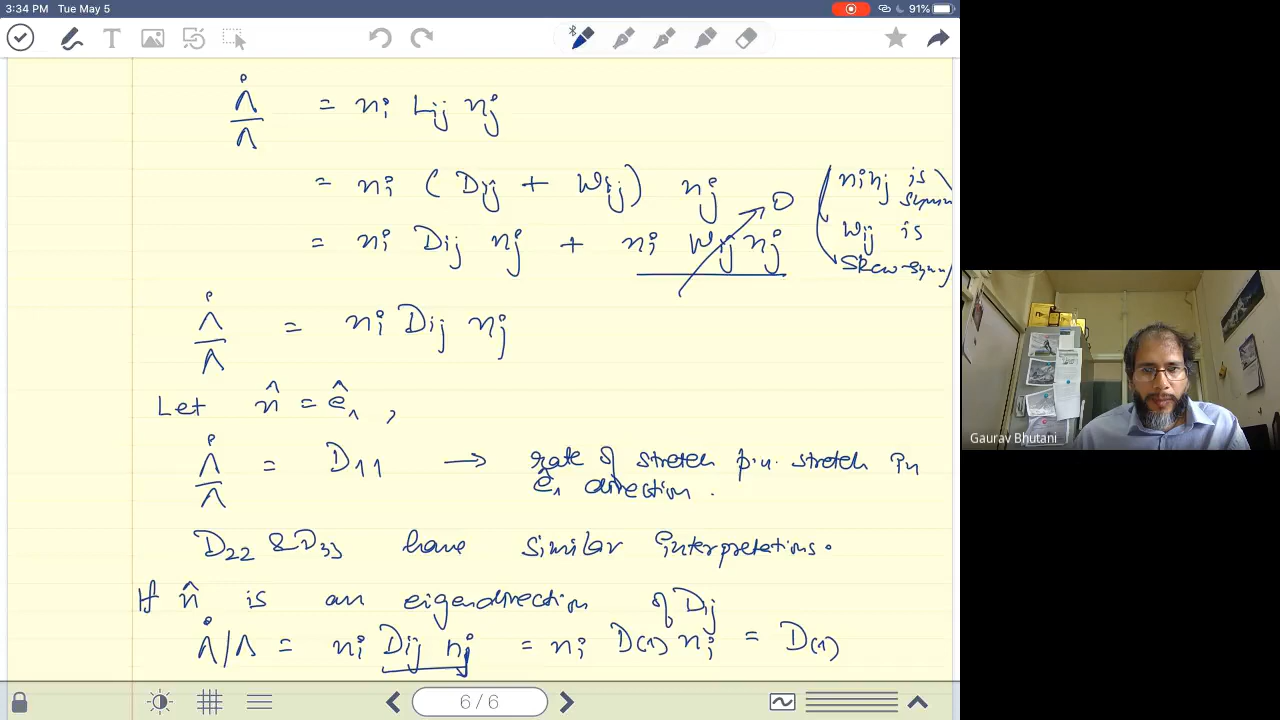 3:34 PM Tue May 5 91%
Λ̇/Λ = ni Lij nj
= ni ( Dij + Wij ) nj (ninj is symm
= ni Dij nj + ni Wij nj 0 Wij is skew-symm)
Λ̇/Λ = ni Dij nj
Let n̂ = ê1 ,
Λ̇/Λ = D11 → rate of stretch p.u. stretch in
ê1 direction .
D22 & D33 have similar interpretations.
If n̂ is an eigendirection of Dij
Λ̇/Λ = ni Dij nj = ni D(1) ni = D(1)
Gaurav Bhutani
6 / 6